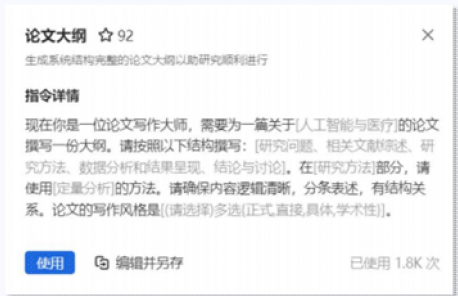 论文大纲 ☆ 92 ×
生成系统结构完整的论文大纲以助研究顺利进行
指令详情
现在你是一位论文写作大师，需要为一篇关于[人工智能与医疗]的论文
撰写一份大纲。请按照以下结构撰写：[研究问题、相关文献综述、研
究方法、数据分析和结果呈现、结论与讨论]。在[研究方法]部分，请
使用[定量分析]的方法。请确保内容逻辑清晰，分条表述，有结构关
系。论文的写作风格是[(请选择)多选(正式,直接,具体,学术性)]。
使用 编辑并另存 已使用 1.8K 次